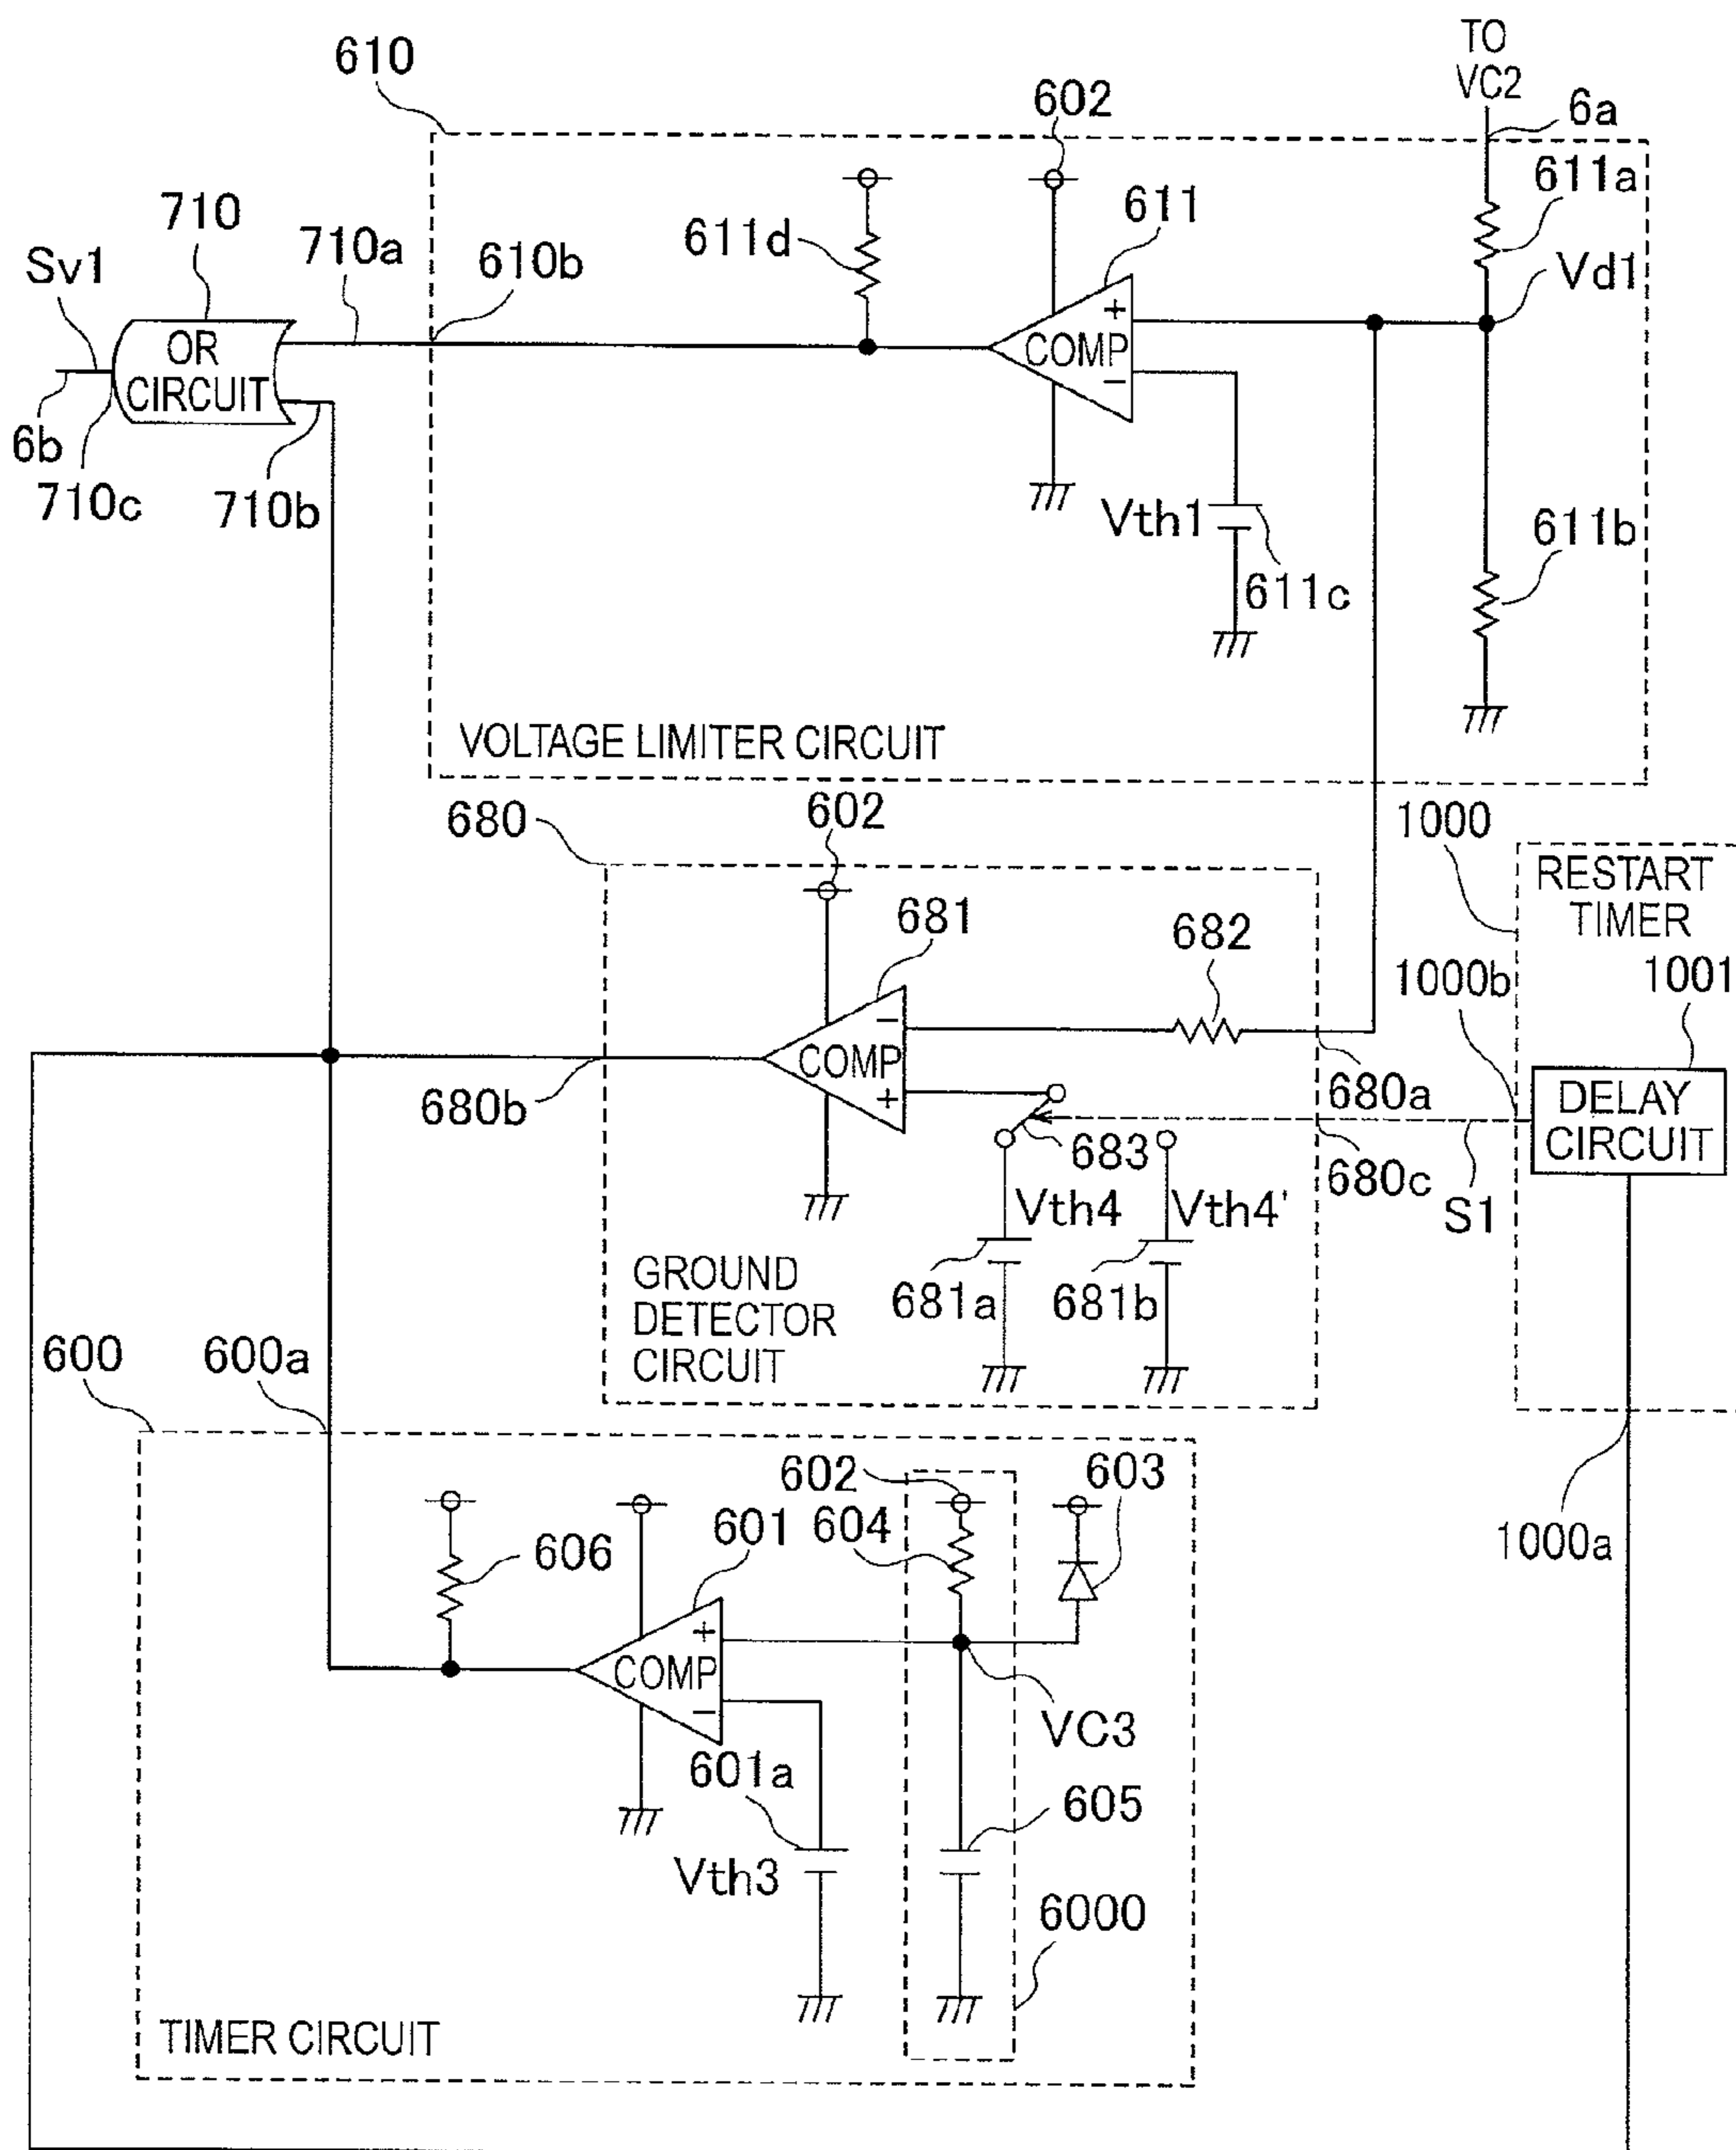 TO
VC2
610
602
6a
611a
710
710a
610b
611d
611
Vd1
Sv1
OR
CIRCUIT
+
COMP
−
6b
710c
710b
Vth1
611c
611b
VOLTAGE LIMITER CIRCUIT
680
602
1000
RESTART
TIMER
681
682
1000b
1001
−
COMP
+
680b
680a
DELAY
CIRCUIT
683
680c
S1
Vth4
Vth4'
681a
681b
GROUND
DETECTOR
CIRCUIT
600
600a
602
603
601
604
606
1000a
+
COMP
−
VC3
601a
605
Vth3
6000
TIMER CIRCUIT